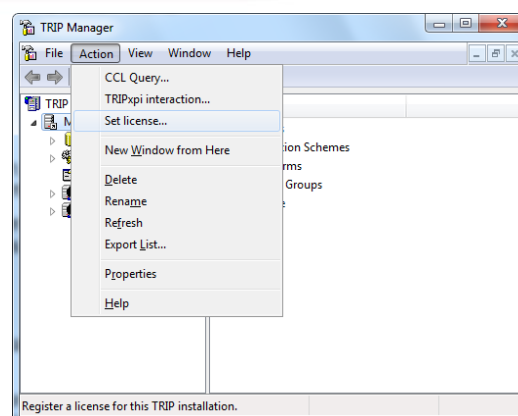 TRIP Manager
File Action View Window Help
TRIP
CCL Query...
TRIPxpi interaction...
Set license...
New Window from Here
Delete
Rename
Refresh
Export List...
Properties
Help
ion Schemes
rms
Groups
Register a license for this TRIP installation.